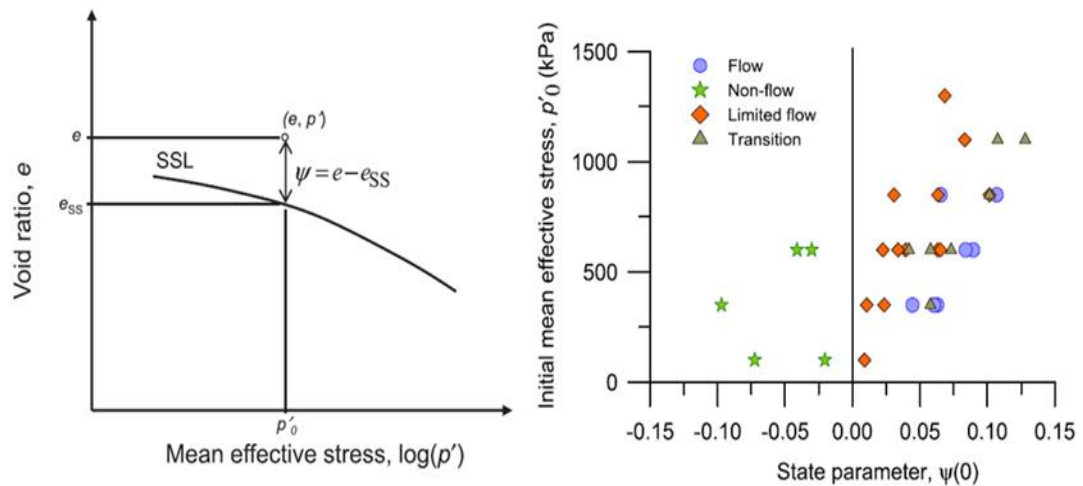 Void ratio, e
e
e_SS
SSL
(e, p')
ψ = e – e_SS
p'_0
Mean effective stress, log(p')
Initial mean effective stress, p'_0 (kPa)
1500
1000
500
0
Flow
Non-flow
Limited flow
Transition
-0.15 -0.10 -0.05 0.00 0.05 0.10 0.15
State parameter, ψ(0)